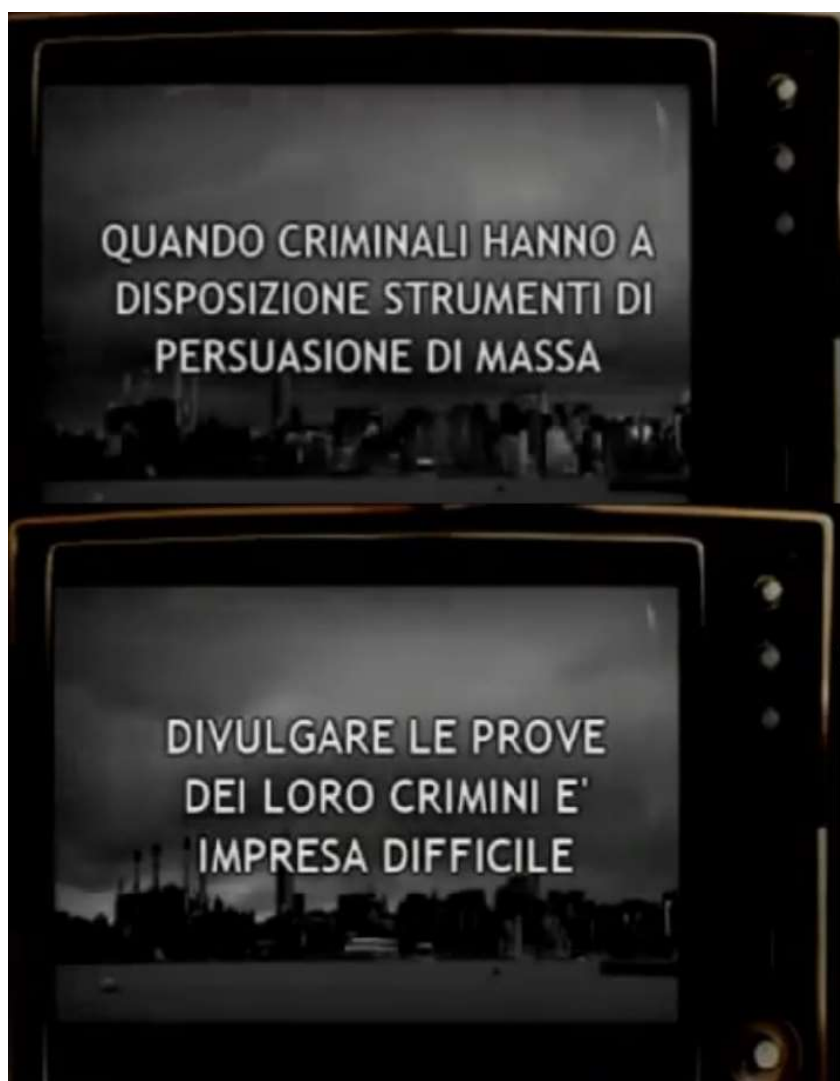 QUANDO CRIMINALI HANNO A
DISPOSIZIONE STRUMENTI DI
PERSUASIONE DI MASSA
DIVULGARE LE PROVE
DEI LORO CRIMINI E'
IMPRESA DIFFICILE